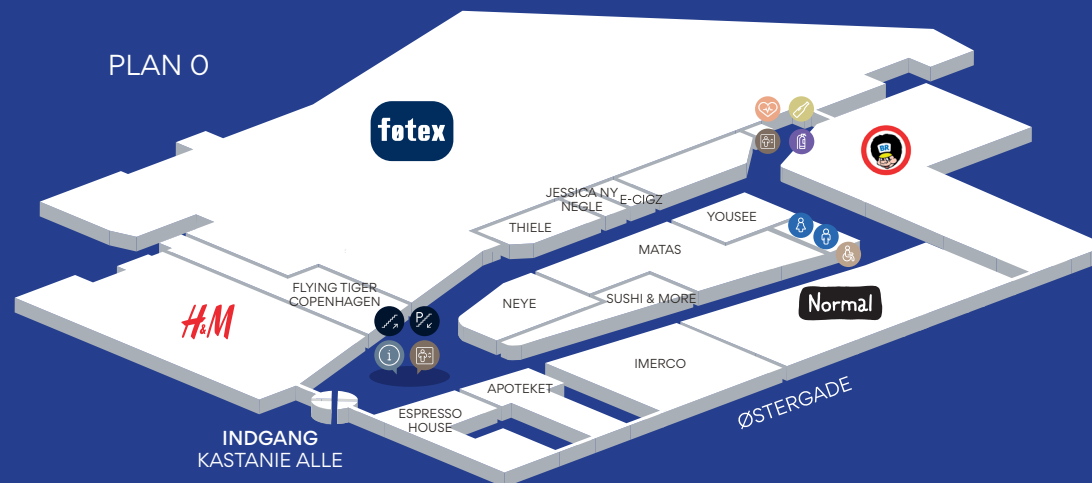 PLAN 0
føtex
BR
JESSICA NY
NEGLE
E-CIGZ
THIELE
YOUSEE
MATAS
FLYING TIGER
COPENHAGEN
NEYE
SUSHI & MORE
H&M
P
i
Normal
IMERCO
APOTEKET
ESPRESSO
HOUSE
ØSTERGADE
INDGANG
KASTANIE ALLE